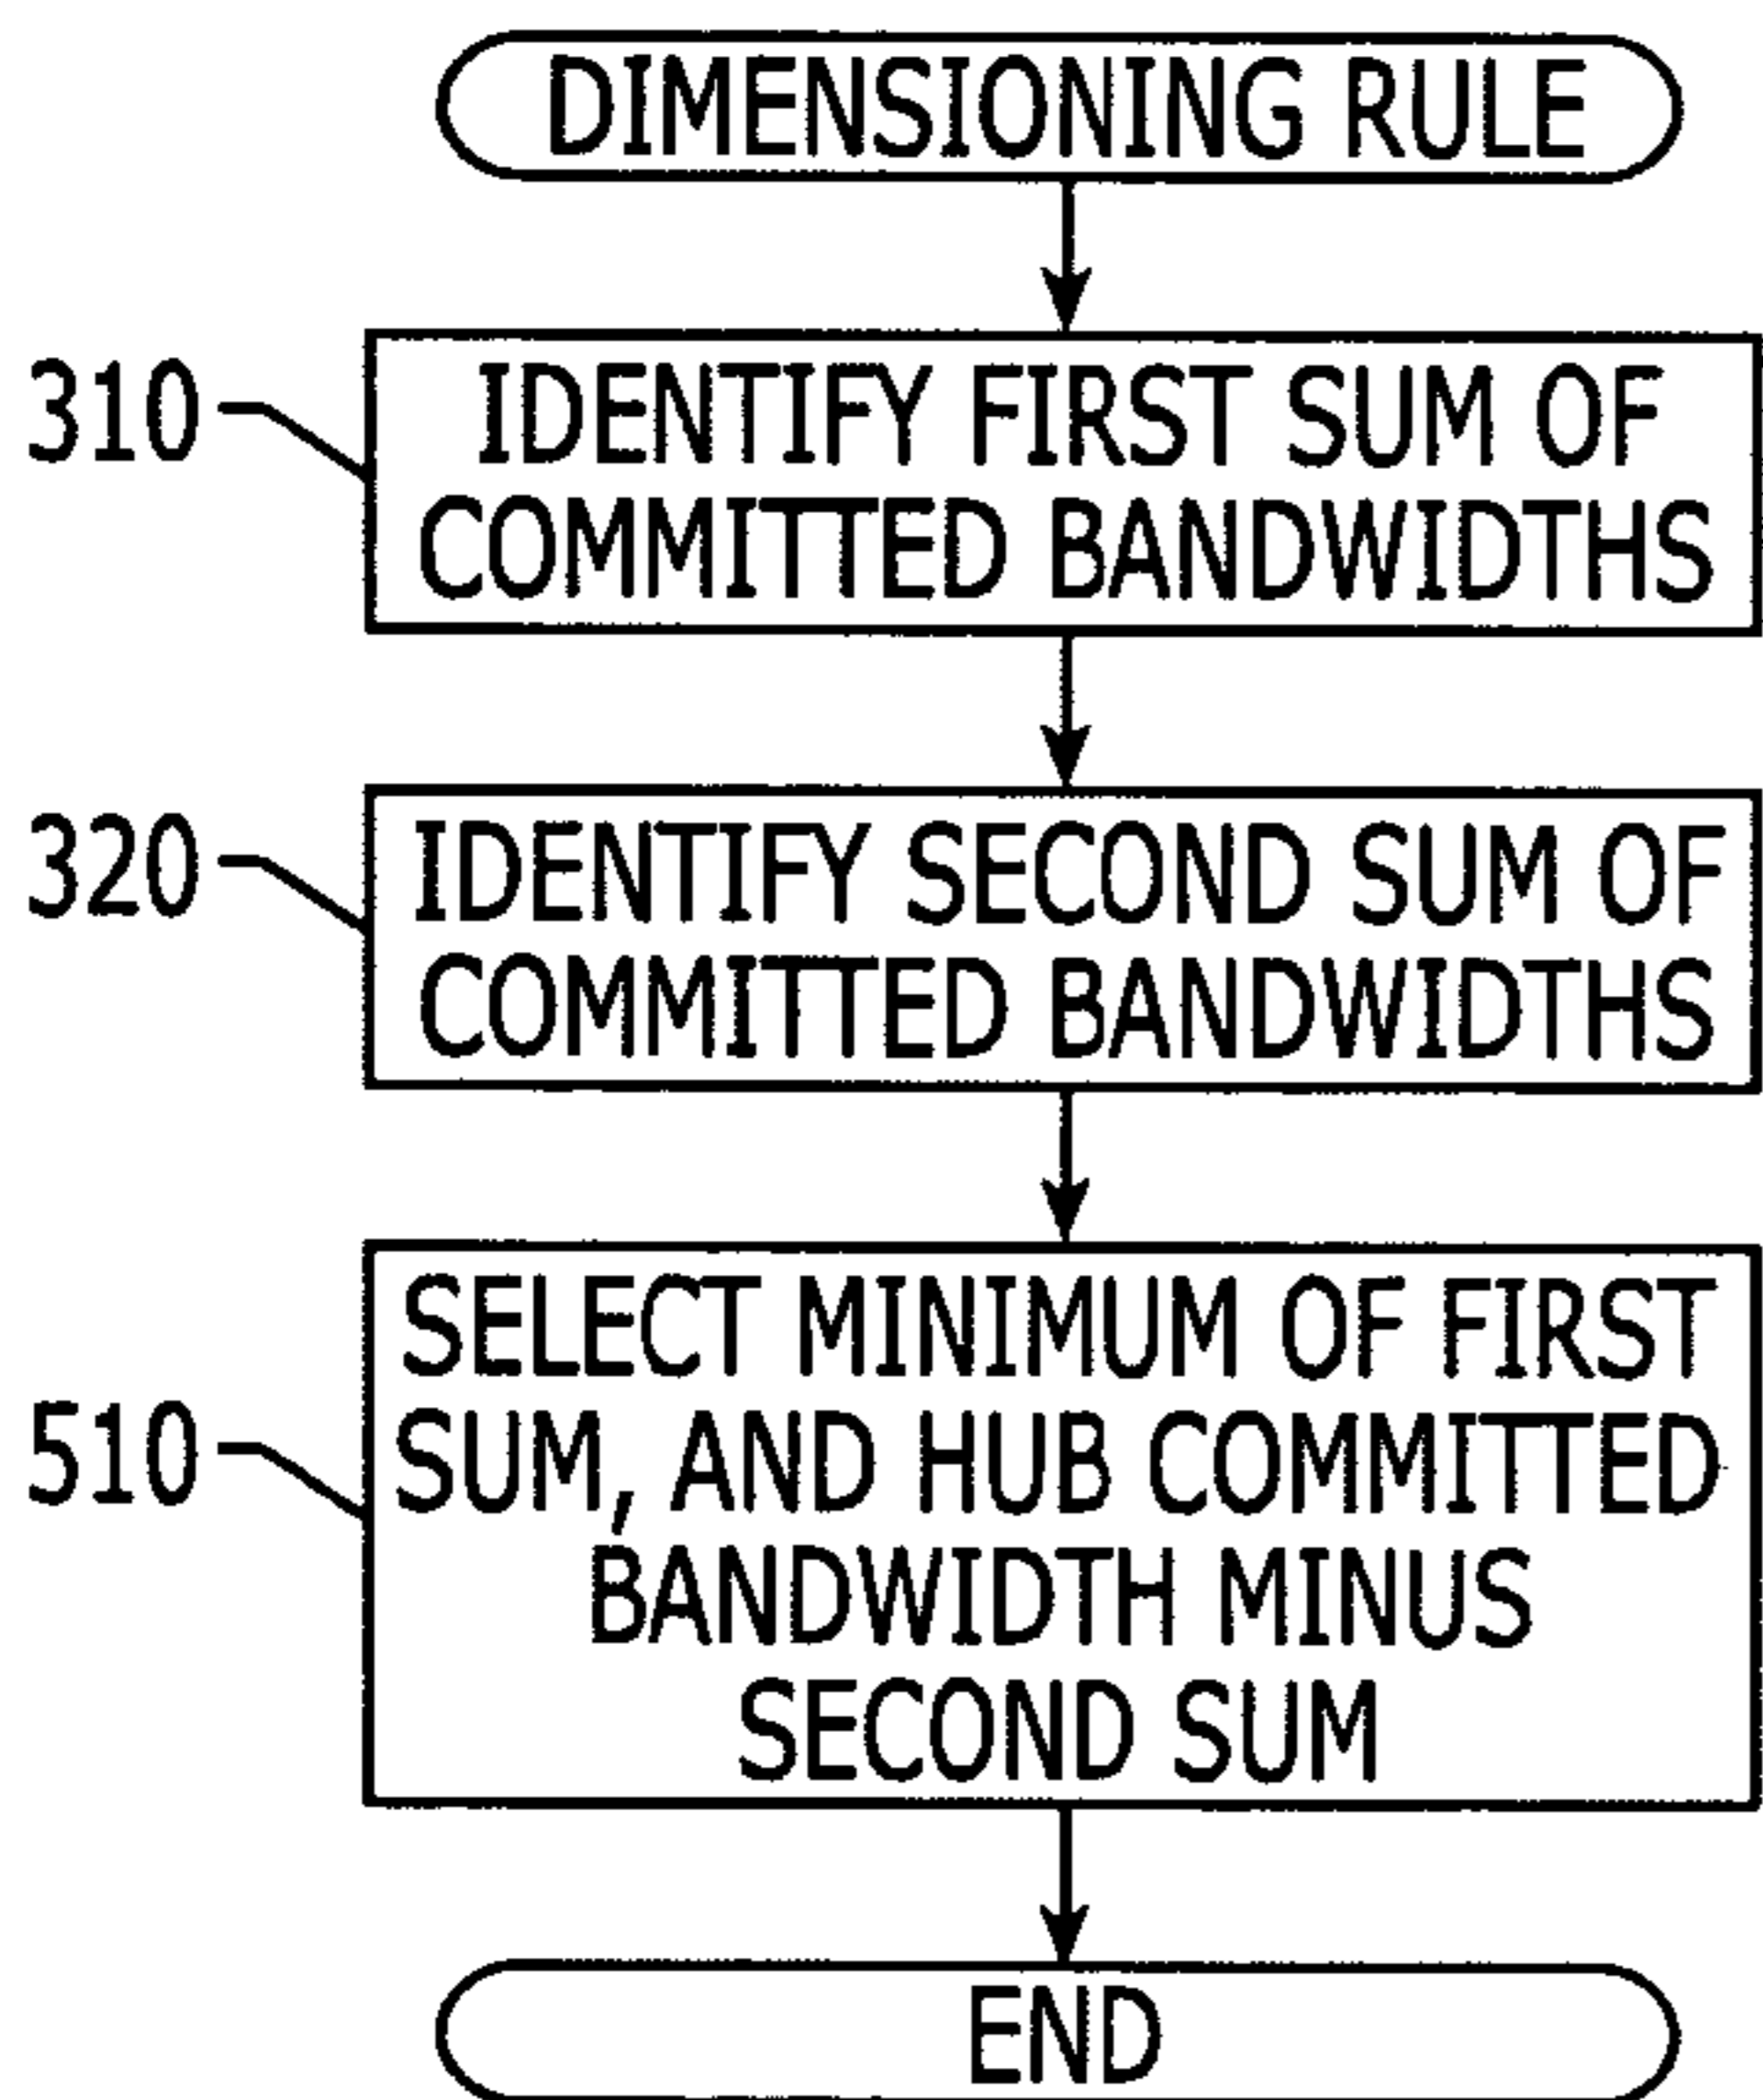 DIMENSIONING RULE
310
IDENTIFY FIRST SUM OF
COMMITTED BANDWIDTHS
320
IDENTIFY SECOND SUM OF
COMMITTED BANDWIDTHS
510
SELECT MINIMUM OF FIRST
SUM, AND HUB COMMITTED
BANDWIDTH MINUS
SECOND SUM
END